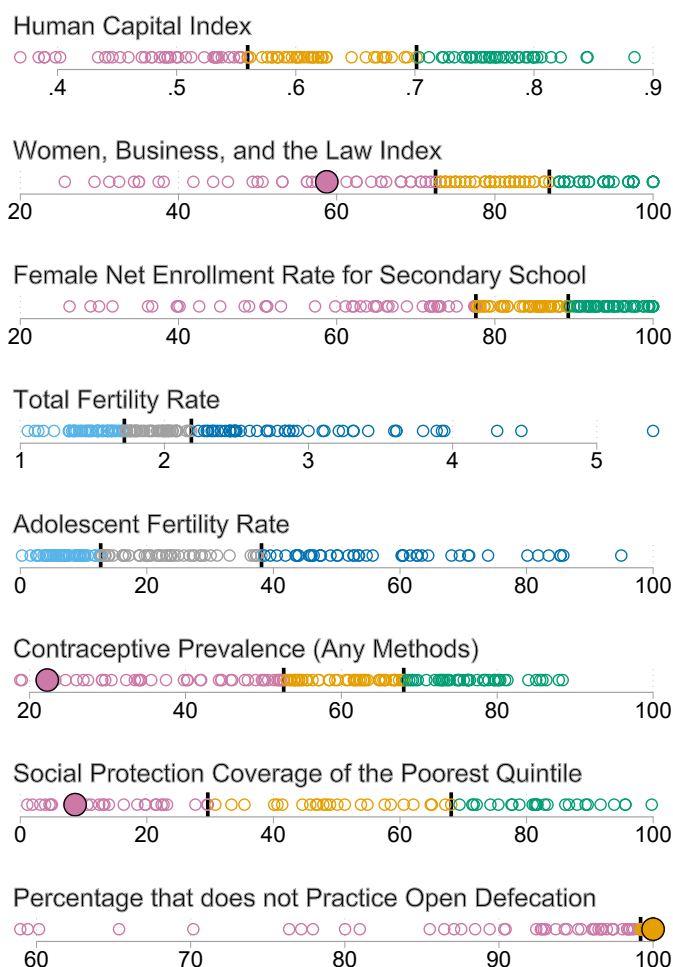 Human Capital Index
.4 .5 .6 .7 .8 .9
Women, Business, and the Law Index
20 40 60 80 100
Female Net Enrollment Rate for Secondary School
20 40 60 80 100
Total Fertility Rate
1 2 3 4 5
Adolescent Fertility Rate
0 20 40 60 80 100
Contraceptive Prevalence (Any Methods)
20 40 60 80 100
Social Protection Coverage of the Poorest Quintile
0 20 40 60 80 100
Percentage that does not Practice Open Defecation
60 70 80 90 100